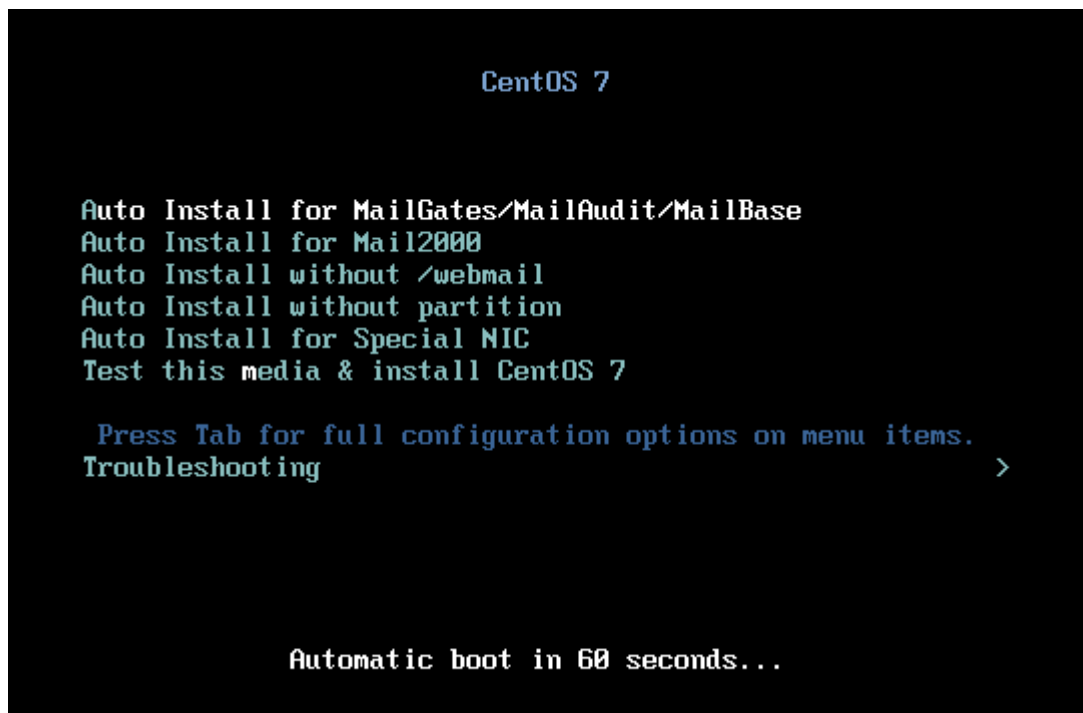 CentOS 7
Auto Install for MailGates/MailAudit/MailBase
Auto Install for Mail2000
Auto Install without /webmail
Auto Install without partition
Auto Install for Special NIC
Test this media & install CentOS 7
Press Tab for full configuration options on menu items.
Troubleshooting >
Automatic boot in 60 seconds...